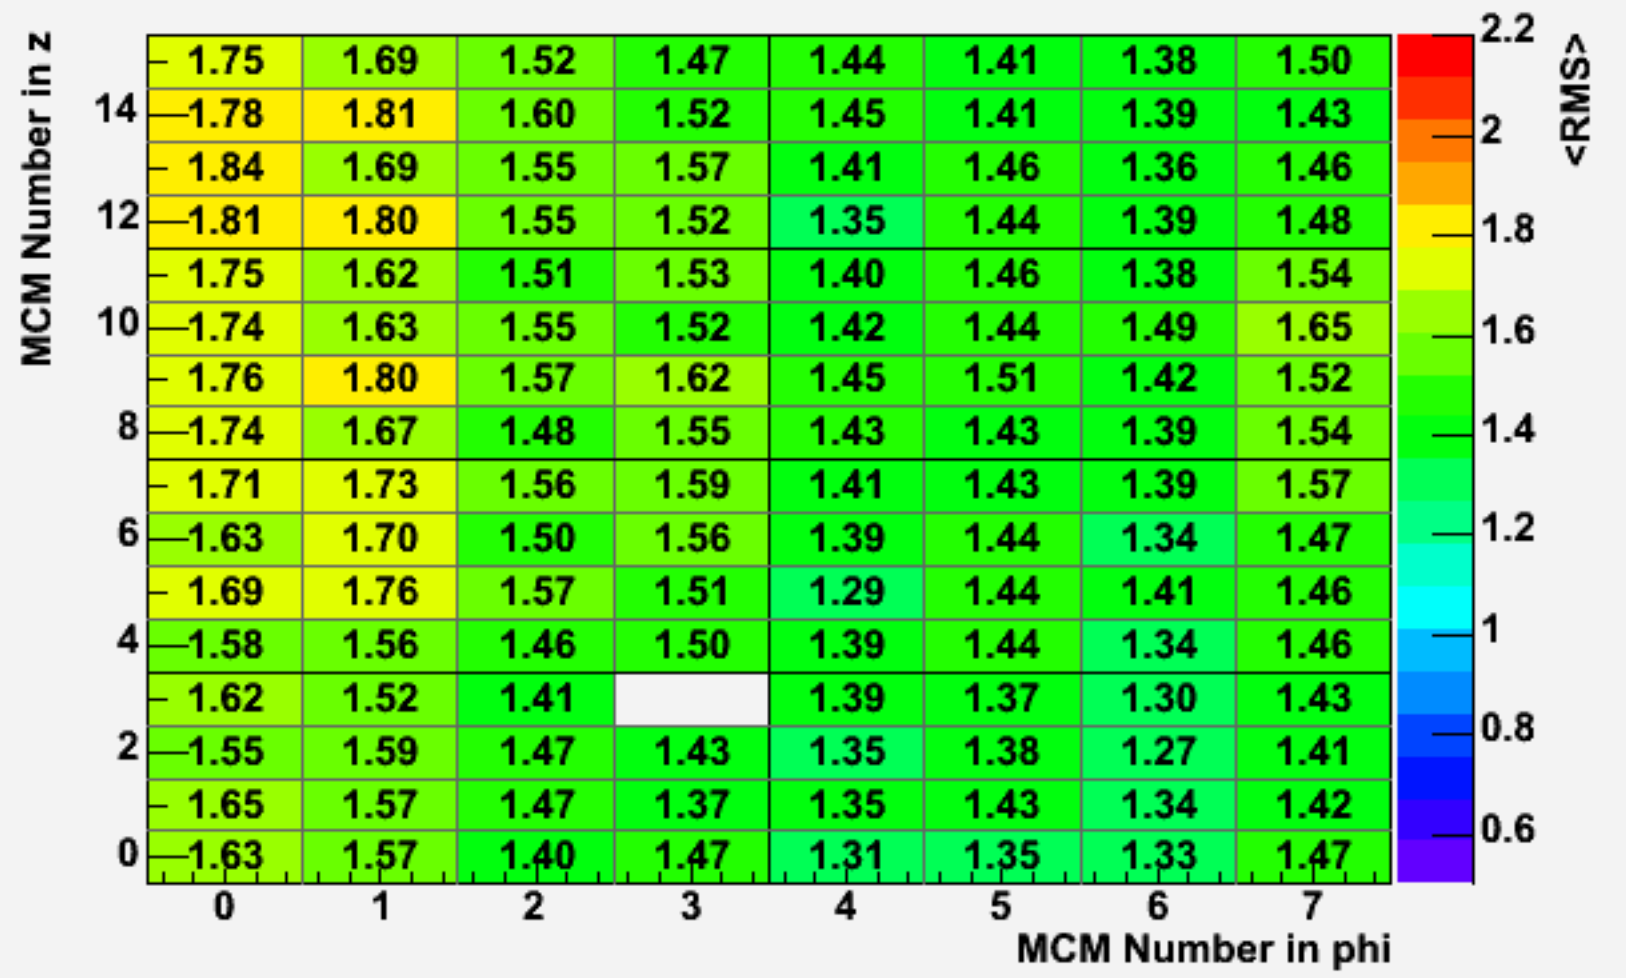 MCM Number in z
<RMS>
2.2
1.75 1.69 1.52 1.47 1.44 1.41 1.38 1.50
14 1.78 1.81 1.60 1.52 1.45 1.41 1.39 1.43
2
1.84 1.69 1.55 1.57 1.41 1.46 1.36 1.46
12 1.81 1.80 1.55 1.52 1.35 1.44 1.39 1.48
1.8
1.75 1.62 1.51 1.53 1.40 1.46 1.38 1.54
10 1.74 1.63 1.55 1.52 1.42 1.44 1.49 1.65
1.6
1.76 1.80 1.57 1.62 1.45 1.51 1.42 1.52
8 1.74 1.67 1.48 1.55 1.43 1.43 1.39 1.54
1.4
1.71 1.73 1.56 1.59 1.41 1.43 1.39 1.57
6 1.63 1.70 1.50 1.56 1.39 1.44 1.34 1.47
1.2
1.69 1.76 1.57 1.51 1.29 1.44 1.41 1.46
4 1.58 1.56 1.46 1.50 1.39 1.44 1.34 1.46
1
1.62 1.52 1.41 1.39 1.37 1.30 1.43
0.8
2 1.55 1.59 1.47 1.43 1.35 1.38 1.27 1.41
1.65 1.57 1.47 1.37 1.35 1.43 1.34 1.42
0.6
0 1.63 1.57 1.40 1.47 1.31 1.35 1.33 1.47
0 1 2 3 4 5 6 7
MCM Number in phi